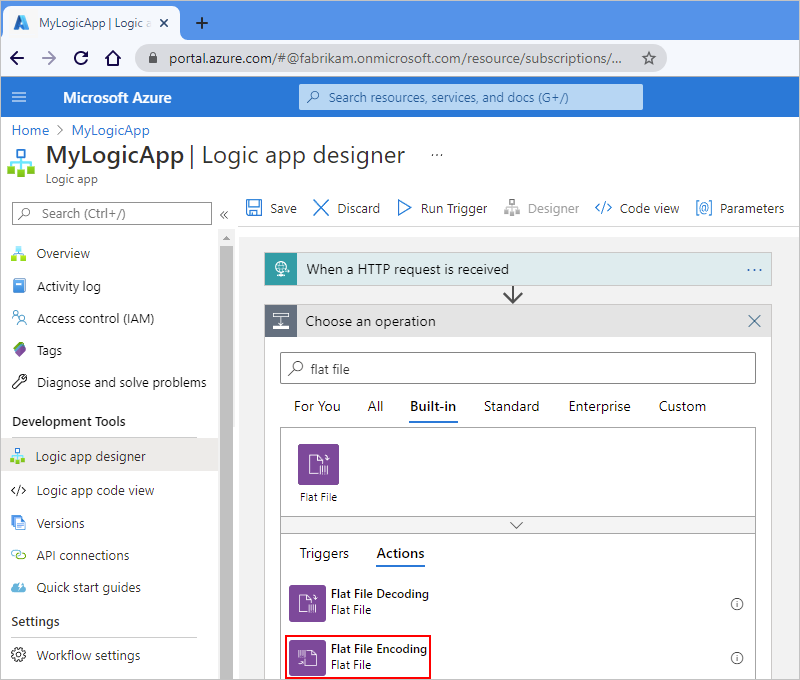 MyLogicApp | Logic a
portal.azure.com/#@fabrikam.onmicrosoft.com/resource/subscriptions/...
Microsoft Azure
Search resources, services, and docs (G+/)
Home > MyLogicApp
MyLogicApp | Logic app designer ...
Logic app
Search (Ctrl+/)
«
Save
Discard
Run Trigger
Designer
</> Code view
[@] Parameters
Overview
Activity log
Access control (IAM)
Tags
Diagnose and solve problems
Development Tools
Logic app designer
</> Logic app code view
Versions
API connections
Quick start guides
Settings
Workflow settings
When a HTTP request is received ...
Choose an operation
flat file
For You
All
Built-in
Standard
Enterprise
Custom
Flat File
Triggers
Actions
Flat File Decoding
Flat File
Flat File Encoding
Flat File